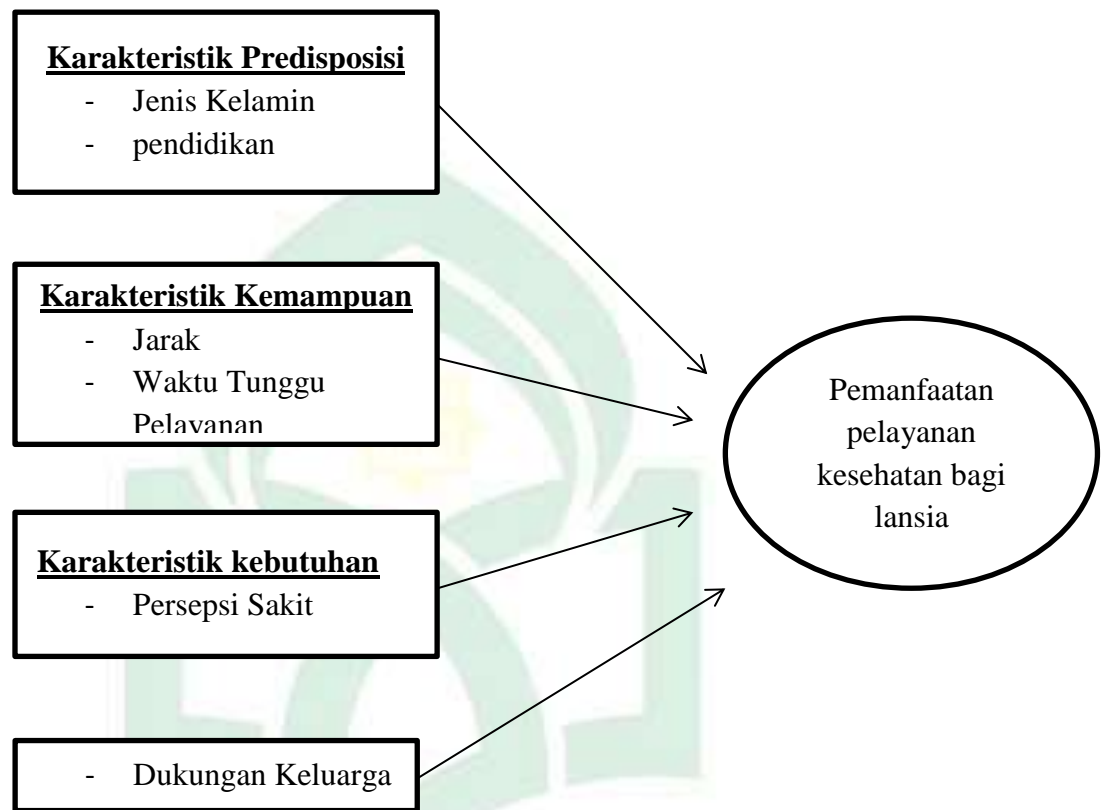 Karakteristik Predisposisi
- Jenis Kelamin
- pendidikan
Karakteristik Kemampuan
- Jarak
- Waktu Tunggu
Pelayanan
Karakteristik kebutuhan
- Persepsi Sakit
- Dukungan Keluarga
Pemanfaatan
pelayanan
kesehatan bagi
lansia